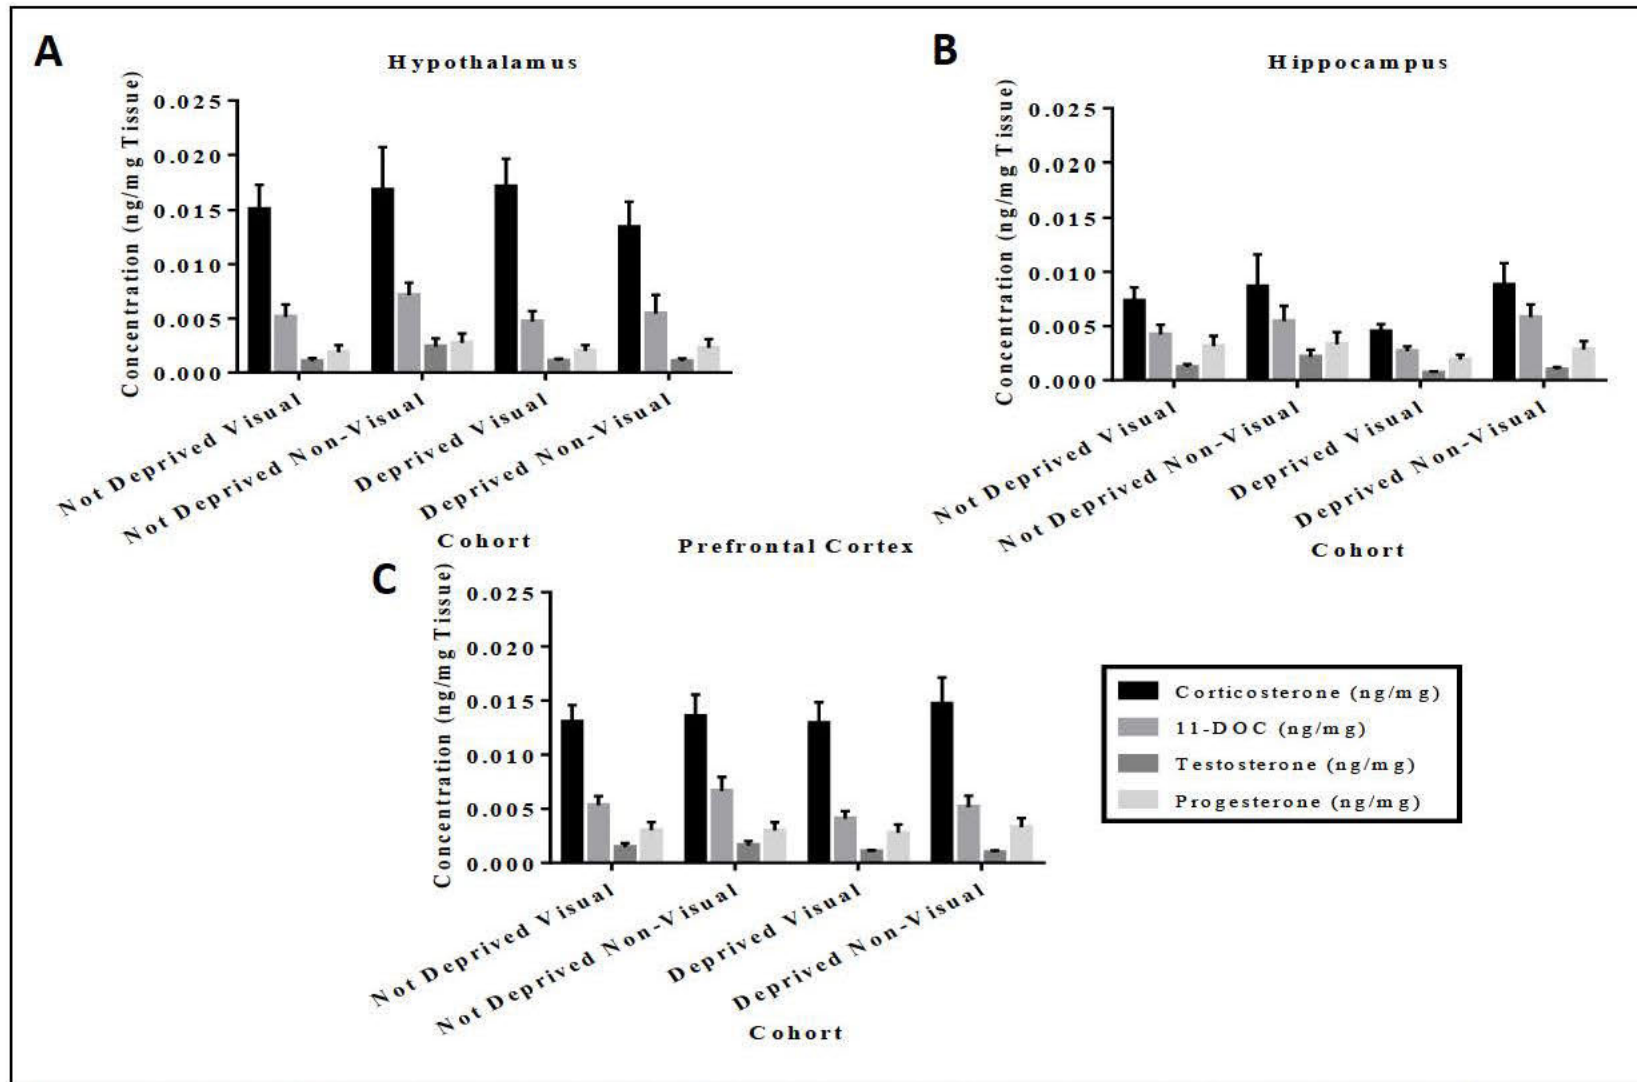 A
Hypothalamus
Concentration (ng/mg Tissue)
0.025
0.020
0.015
0.010
0.005
0.000
Not Deprived Visual
Not Deprived Non-Visual
Deprived Visual
Deprived Non-Visual
Cohort
B
Hippocampus
Concentration (ng/mg Tissue)
0.025
0.020
0.015
0.010
0.005
0.000
Not Deprived Visual
Not Deprived Non-Visual
Deprived Visual
Deprived Non-Visual
Cohort
C
Prefrontal Cortex
Concentration (ng/mg Tissue)
0.025
0.020
0.015
0.010
0.005
0.000
Not Deprived Visual
Not Deprived Non-Visual
Deprived Visual
Deprived Non-Visual
Cohort
Corticosterone (ng/mg)
11-DOC (ng/mg)
Testosterone (ng/mg)
Progesterone (ng/mg)